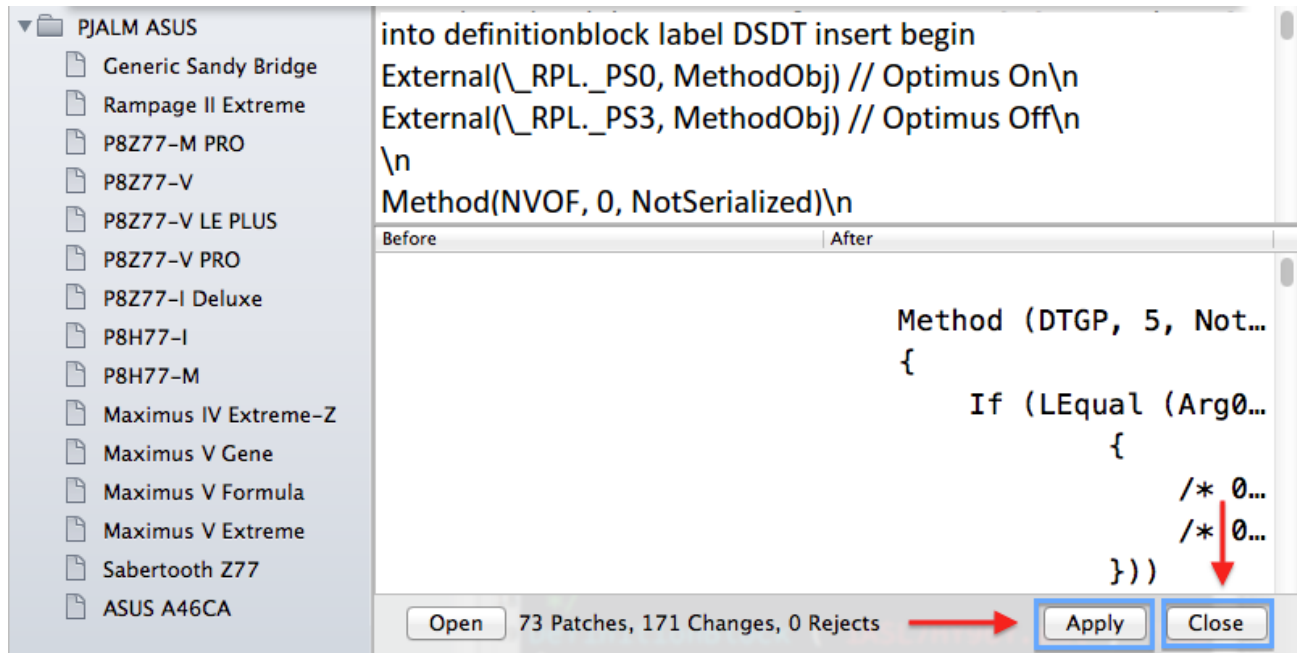 PJALM ASUS
Generic Sandy Bridge
Rampage II Extreme
P8Z77-M PRO
P8Z77-V
P8Z77-V LE PLUS
P8Z77-V PRO
P8Z77-I Deluxe
P8H77-I
P8H77-M
Maximus IV Extreme-Z
Maximus V Gene
Maximus V Formula
Maximus V Extreme
Sabertooth Z77
ASUS A46CA
into definitionblock label DSDT insert begin
External(\_RPL._PS0, MethodObj) // Optimus On\n
External(\_RPL._PS3, MethodObj) // Optimus Off\n
\n
Method(NVOF, 0, NotSerialized)\n
Before After
Method (DTGP, 5, Not…
{
If (LEqual (Arg0…
{
/* 0…
/* 0…
}))
Open 73 Patches, 171 Changes, 0 Rejects Apply Close